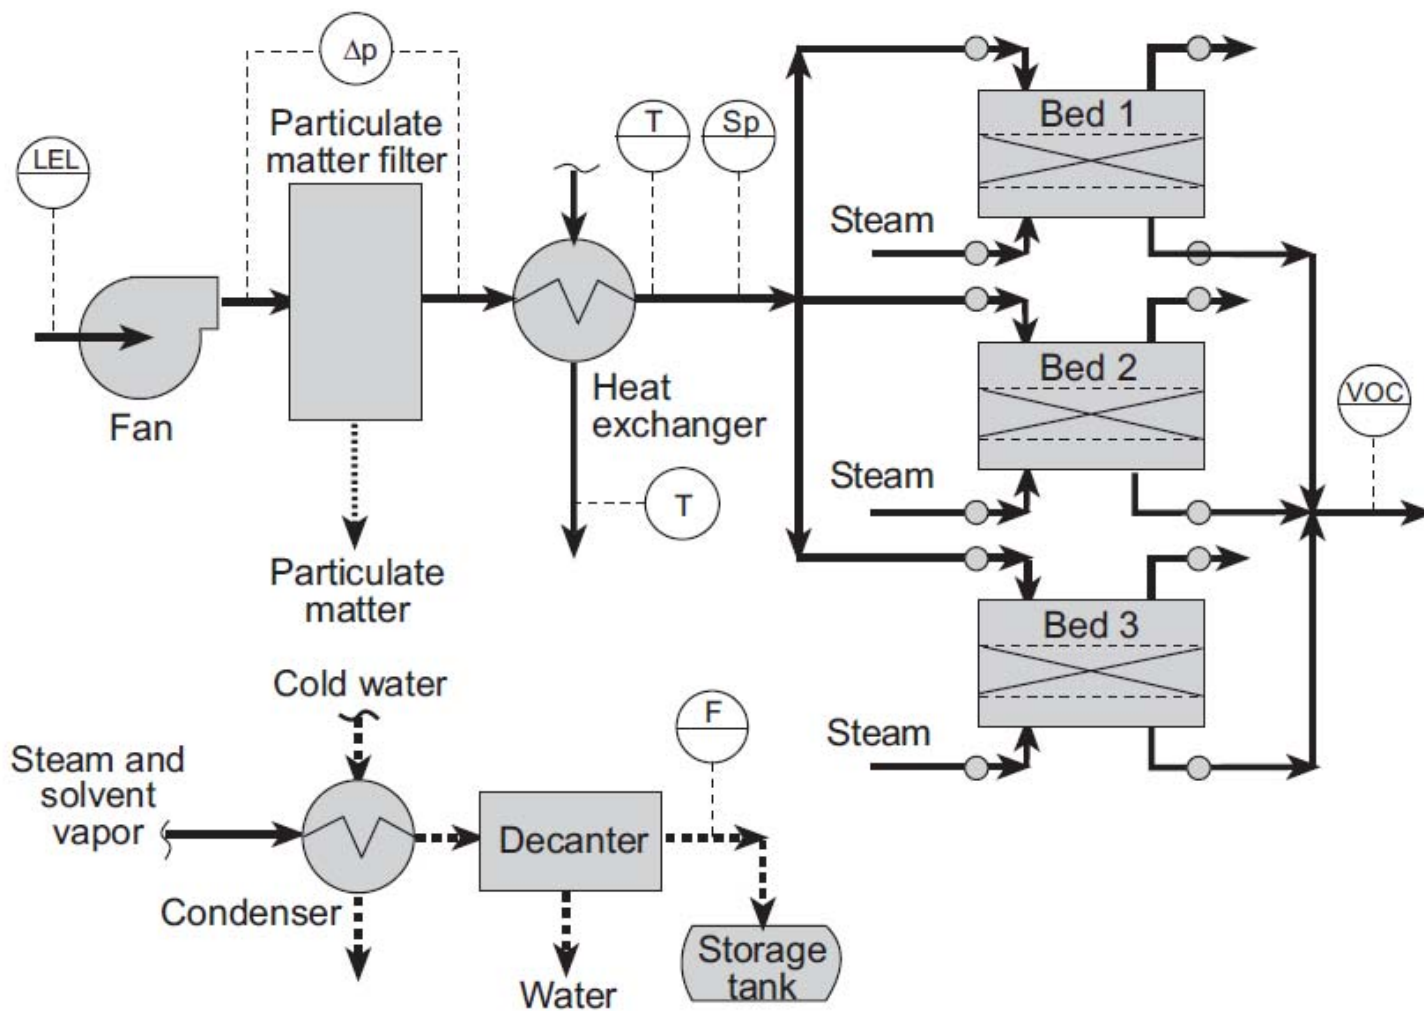 Δp
Particulate
matter filter
LEL
T
Sp
Bed 1
Steam
Fan
Heat
exchanger
T
Bed 2
VOC
Steam
Particulate
matter
Bed 3
Steam
Cold water
F
Steam and
solvent
vapor
Decanter
Condenser
Storage
tank
Water